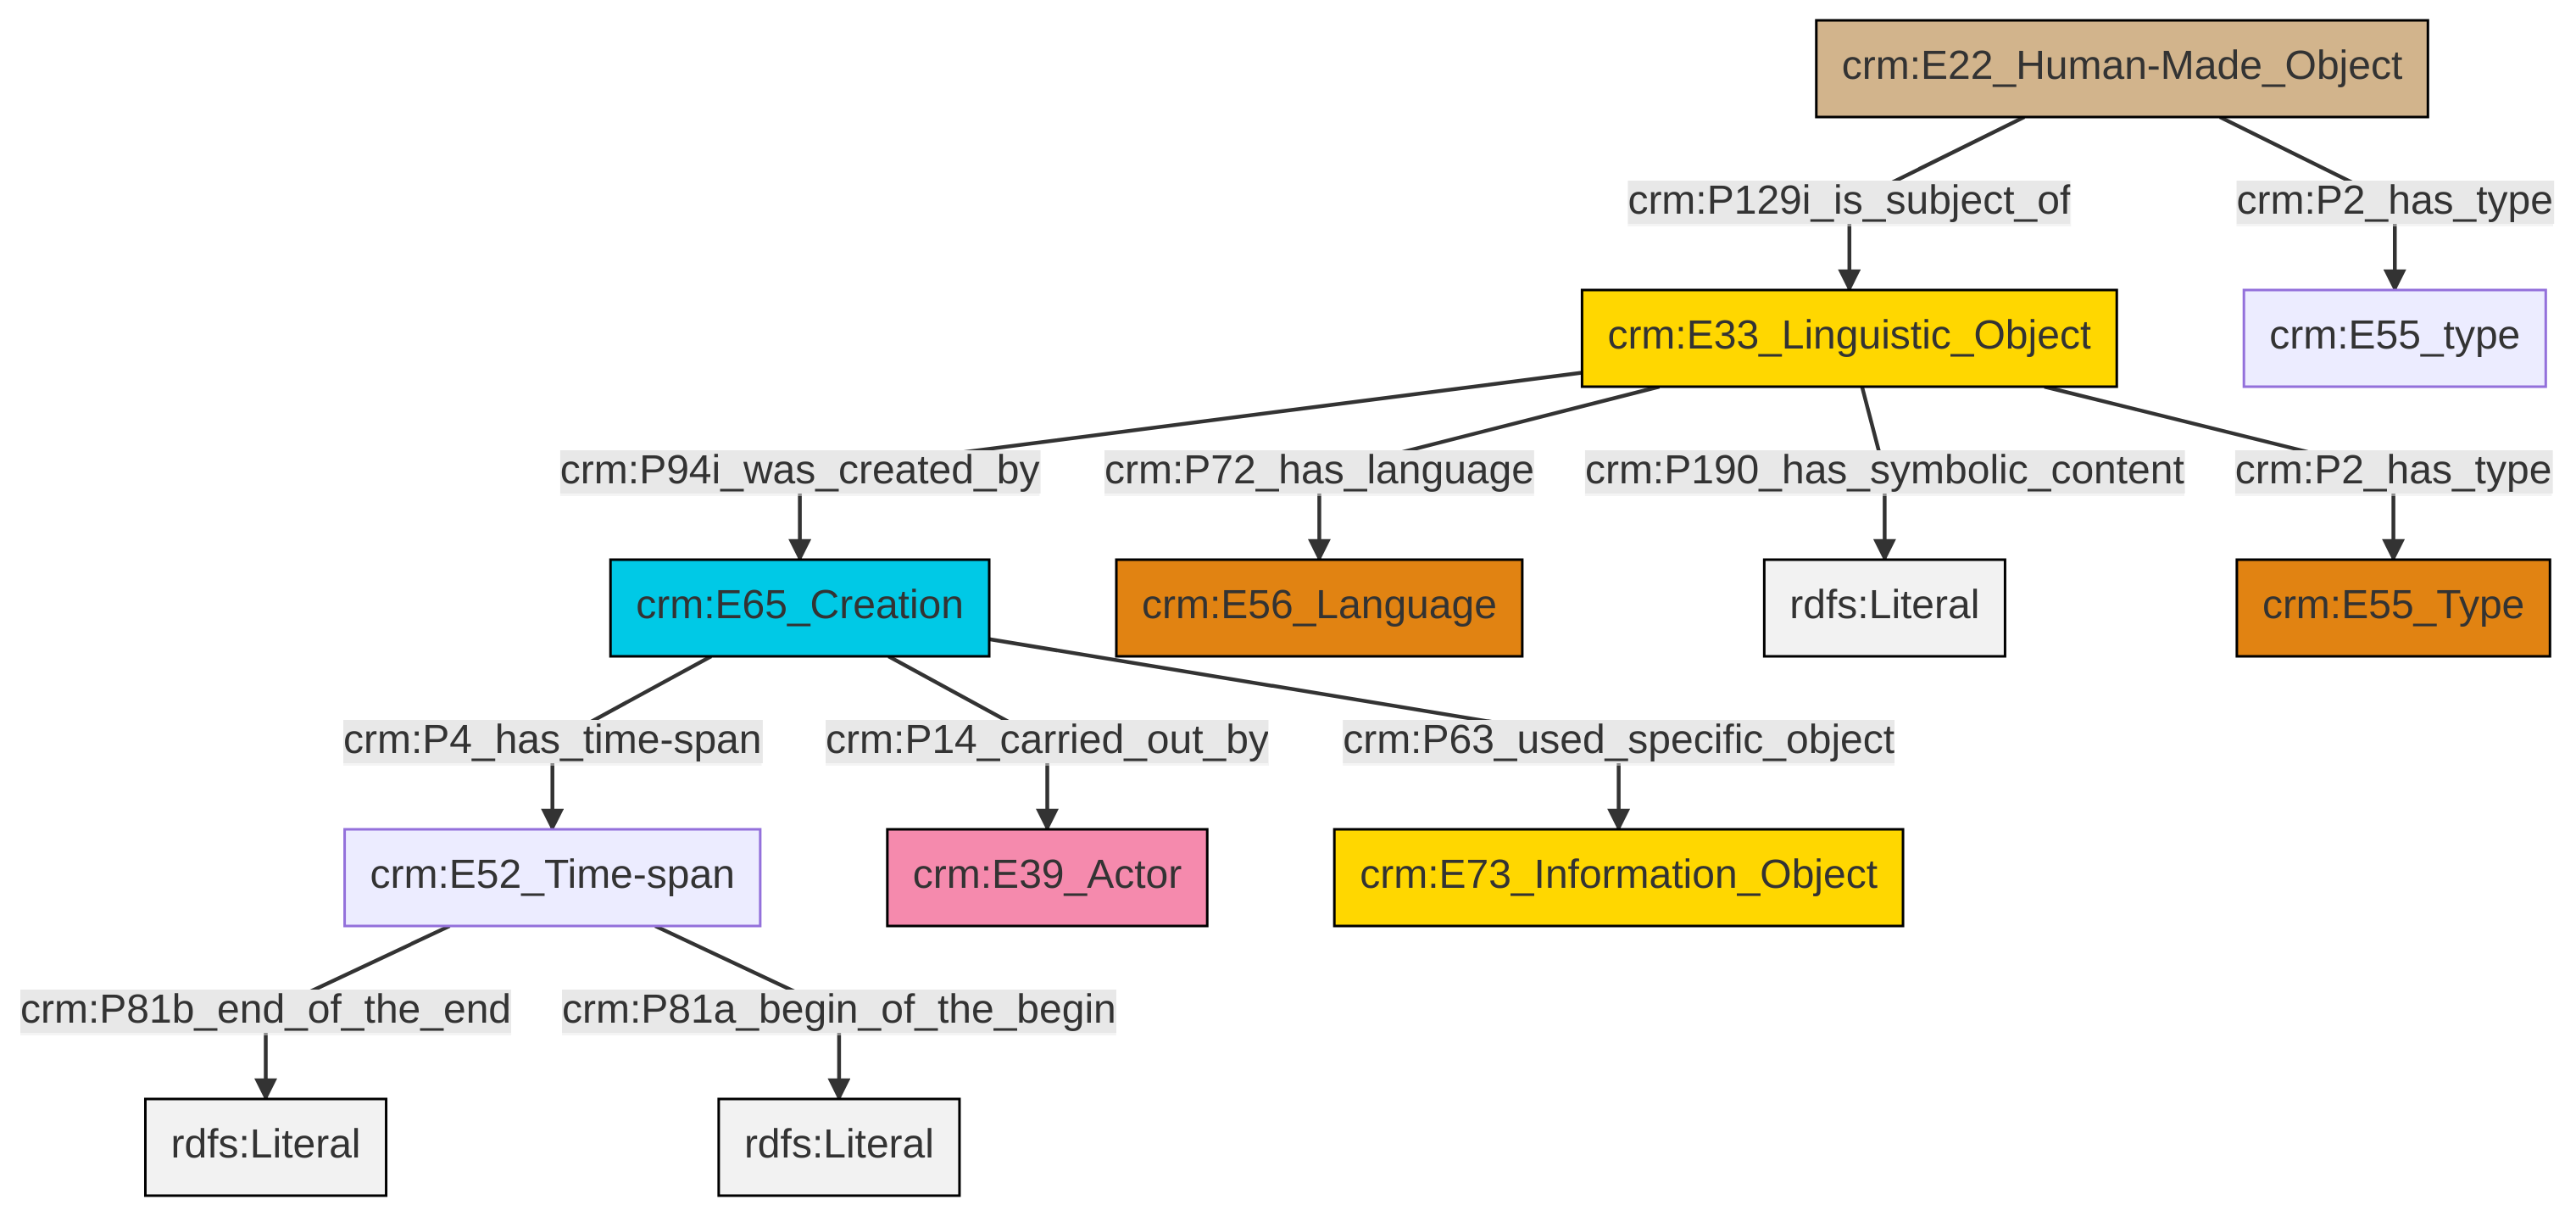 crm:E22_Human-Made_Object
crm:P129i_is_subject_of
crm:P2_has_type
crm:E33_Linguistic_Object
crm:E55_type
crm:P94i_was_created_by
crm:P72_has_language
crm:P190_has_symbolic_content
crm:P2_has_type
crm:E65_Creation
crm:E56_Language
rdfs:Literal
crm:E55_Type
crm:P4_has_time-span
crm:P14_carried_out_by
crm:P63_used_specific_object
crm:E52_Time-span
crm:E39_Actor
crm:E73_Information_Object
crm:P81b_end_of_the_end
crm:P81a_begin_of_the_begin
rdfs:Literal
rdfs:Literal